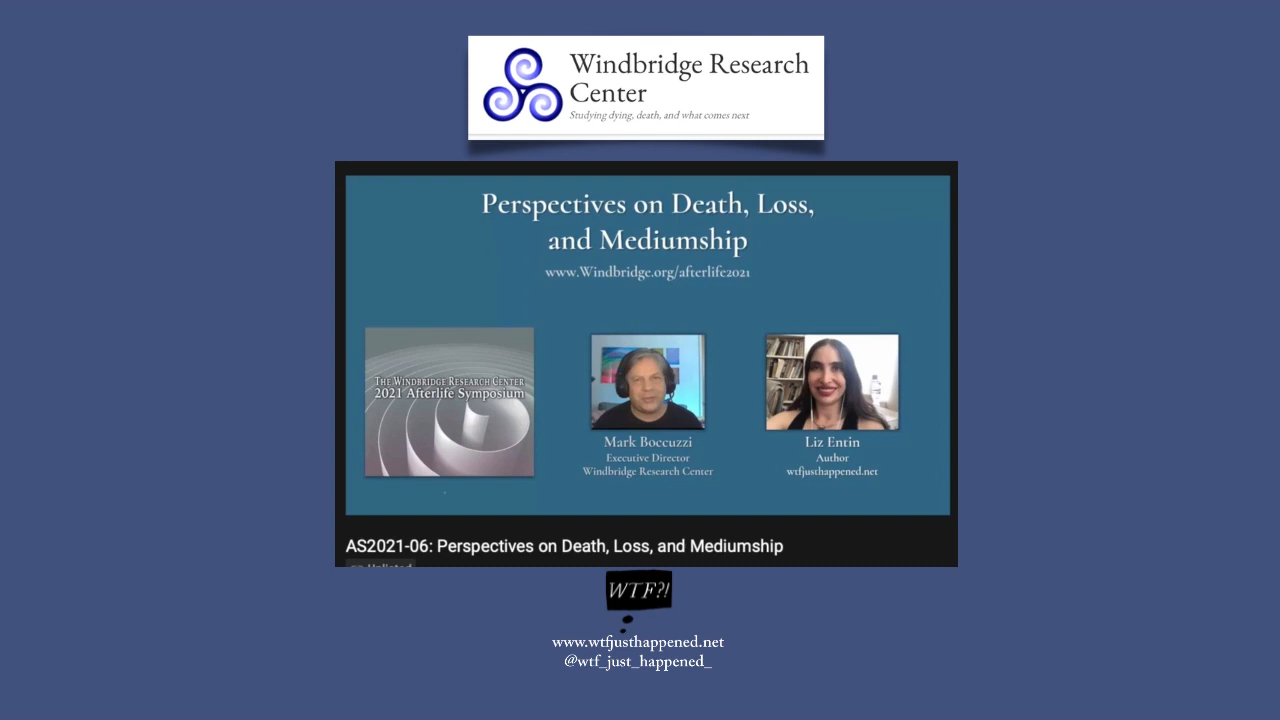 Windbridge Research
Center
Studying dying, death, and what comes next
Perspectives on Death, Loss,
and Mediumship
www.Windbridge.org/afterlife2021
The Windbridge Research Center
2021 Afterlife Symposium
Mark Boccuzzi
Executive Director
Windbridge Research Center
Liz Entin
Author
wtfjusthappened.net
AS2021-06: Perspectives on Death, Loss, and Mediumship
Unlisted
WTF?!
www.wtfjusthappened.net
@wtf_just_happened_